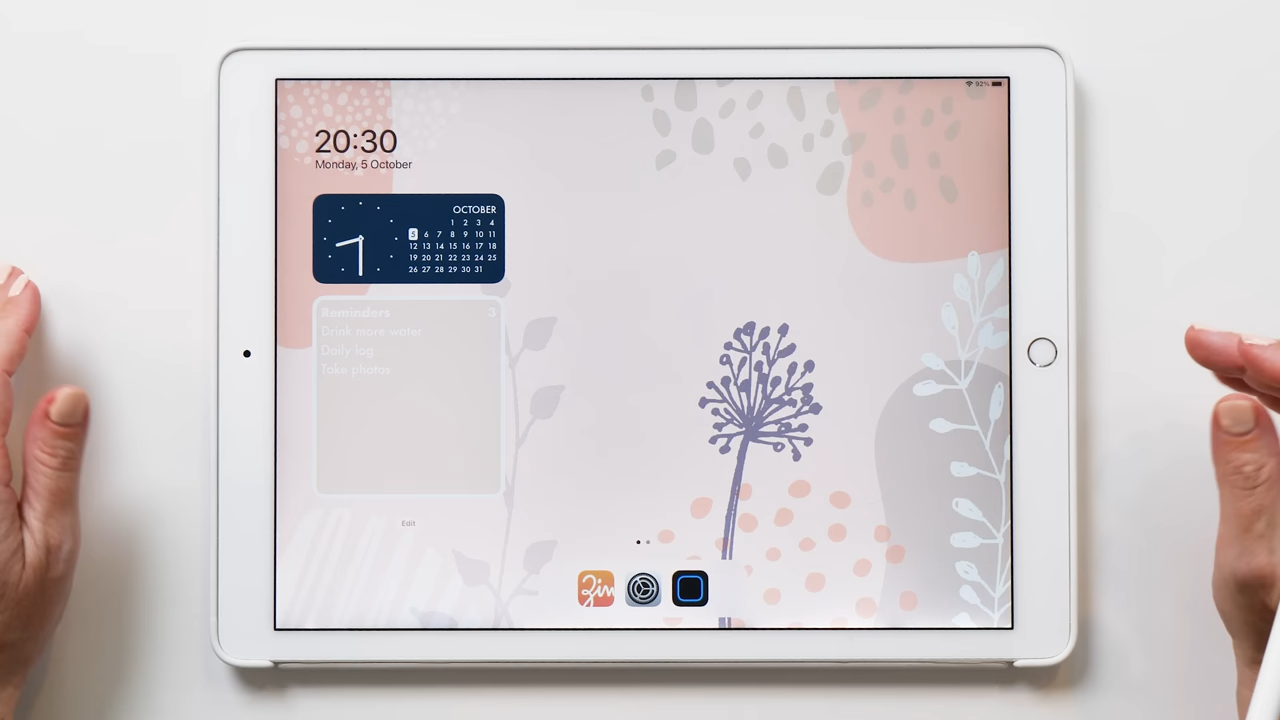 92%
20:30
Monday, 5 October
OCTOBER
1 2 3 4
5 6 7 8 9 10 11
12 13 14 15 16 17 18
19 20 21 22 23 24 25
26 27 28 29 30 31
Reminders 3
Drink more water
Daily log
Take photos
Edit
Zin